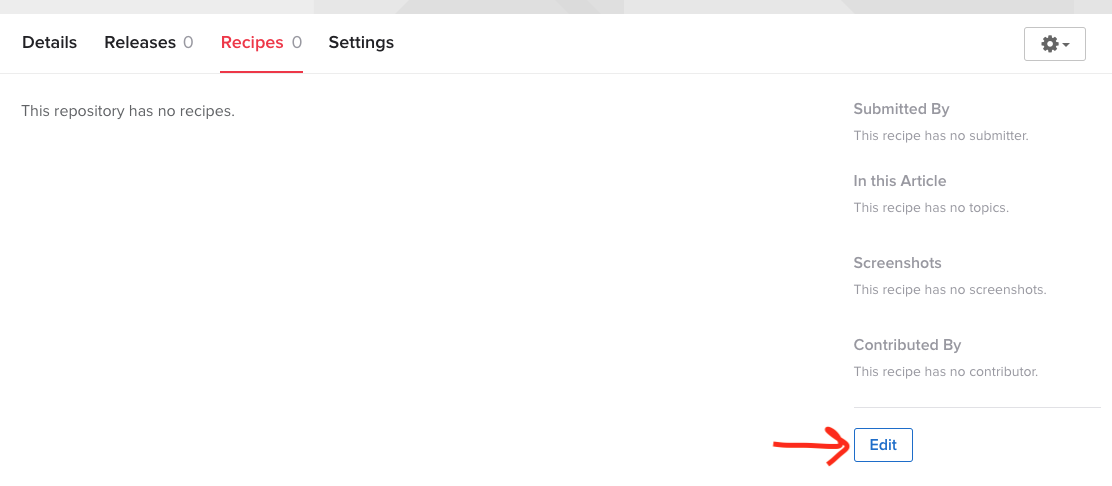 Details Releases 0 Recipes 0 Settings
This repository has no recipes.
Submitted By
This recipe has no submitter.
In this Article
This recipe has no topics.
Screenshots
This recipe has no screenshots.
Contributed By
This recipe has no contributor.
Edit